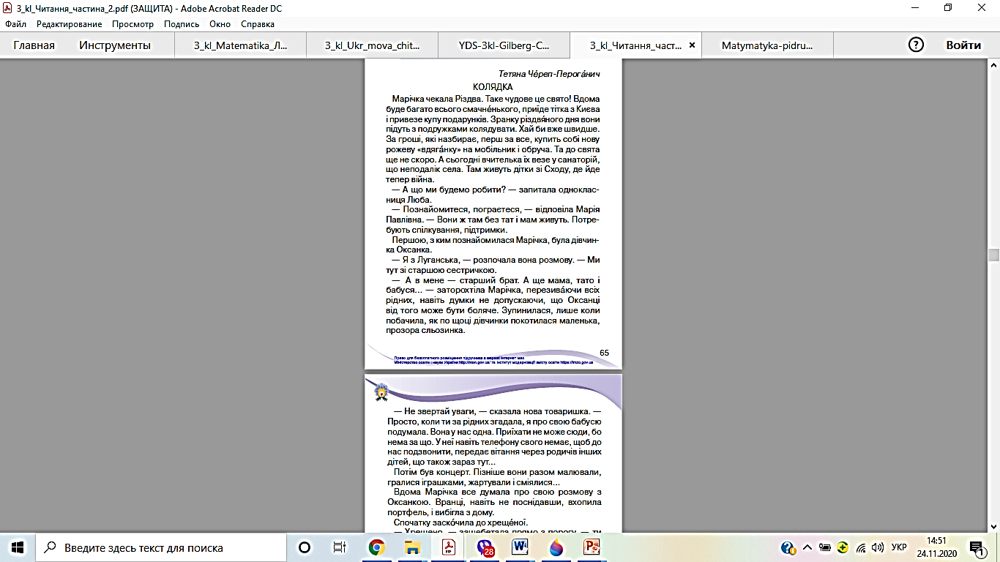 3_kl_Читання_частина_2.pdf (ЗАЩИТА) - Adobe Acrobat Reader DC
Файл Редактирование Просмотр Подпись Окно Справка
Главная Инструменты 3_kl_Matematika_Л... 3_kl_Ukr_mova_chit... YDS-3kl-Gilberg-C... 3_kl_Читання_част... Matymatyka-pidru... Войти
Тетяна Че́реп-Перога́нич
КОЛЯДКА
Марічка чекала Різдва. Таке чудове це свято! Вдома
буде багато всього смачне́нького, приїде тітка з Києва
і привезе купу подарунків. Зранку різдвя́ного дня вони
підуть з подружками колядувати. Хай би вже швидше.
За гроші, які назбирає, перш за все, купить собі нову
рожеву «вдяга́нку» на мобільник і обруча. Та до свята
ще не скоро. А сьогодні вчителька їх везе у санаторій,
що неподалік села. Там живуть дітки зі Сходу, де йде
тепер війна.
— А що ми будемо робити? — запитала одноклас-
ниця Люба.
— Познайомитеся, пограєтеся, — відповіла Марія
Павлівна. — Вони ж там без тат і мам живуть. Потре-
бують спілкування, підтримки.
Першою, з ким познайомилася Марічка, була дівчин-
ка Оксанка.
— Я з Луганська, — розпочала вона розмову. — Ми
тут зі старшою сестричкою.
— А в мене — старший брат. А ще мама, тато і
бабуся... — заторохтіла Марічка, перезива́ючи всіх
рідних, навіть думки не допускаючи, що Оксанці
від того може бути боляче. Зупинилася, лише коли
побачила, як по щоці дівчинки покотилася маленька,
прозора сльозинка.
65
Право для безоплатного розміщення підручника в мережі Інтернет має
Міністерство освіти і науки України http://mon.gov.ua/ та Інститут модернізації змісту освіти https://imzo.gov.ua
— Не звертай уваги, — сказала нова товаришка. —
Просто, коли ти за рідних згадала, я про свою бабусю
подумала. Вона у нас одна. Приїхати не може сюди, бо
нема за що. У неї навіть телефону свого немає, щоб до
нас подзвонити, передає вітання через родичів інших
дітей, що також зараз тут...
Потім був концерт. Пізніше вони разом малювали,
гралися іграшками, жартували і сміялися...
Вдома Марічка все думала про свою розмову з
Оксанкою. Вранці, навіть не поснідавши, вхопила
портфель, і вибігла з дому.
Спочатку заско́чила до хреще́ної.
— Хрещено, — защебетала прямо з порогу, — ти
Введите здесь текст для поиска
28
УКР
14:51
24.11.2020
1